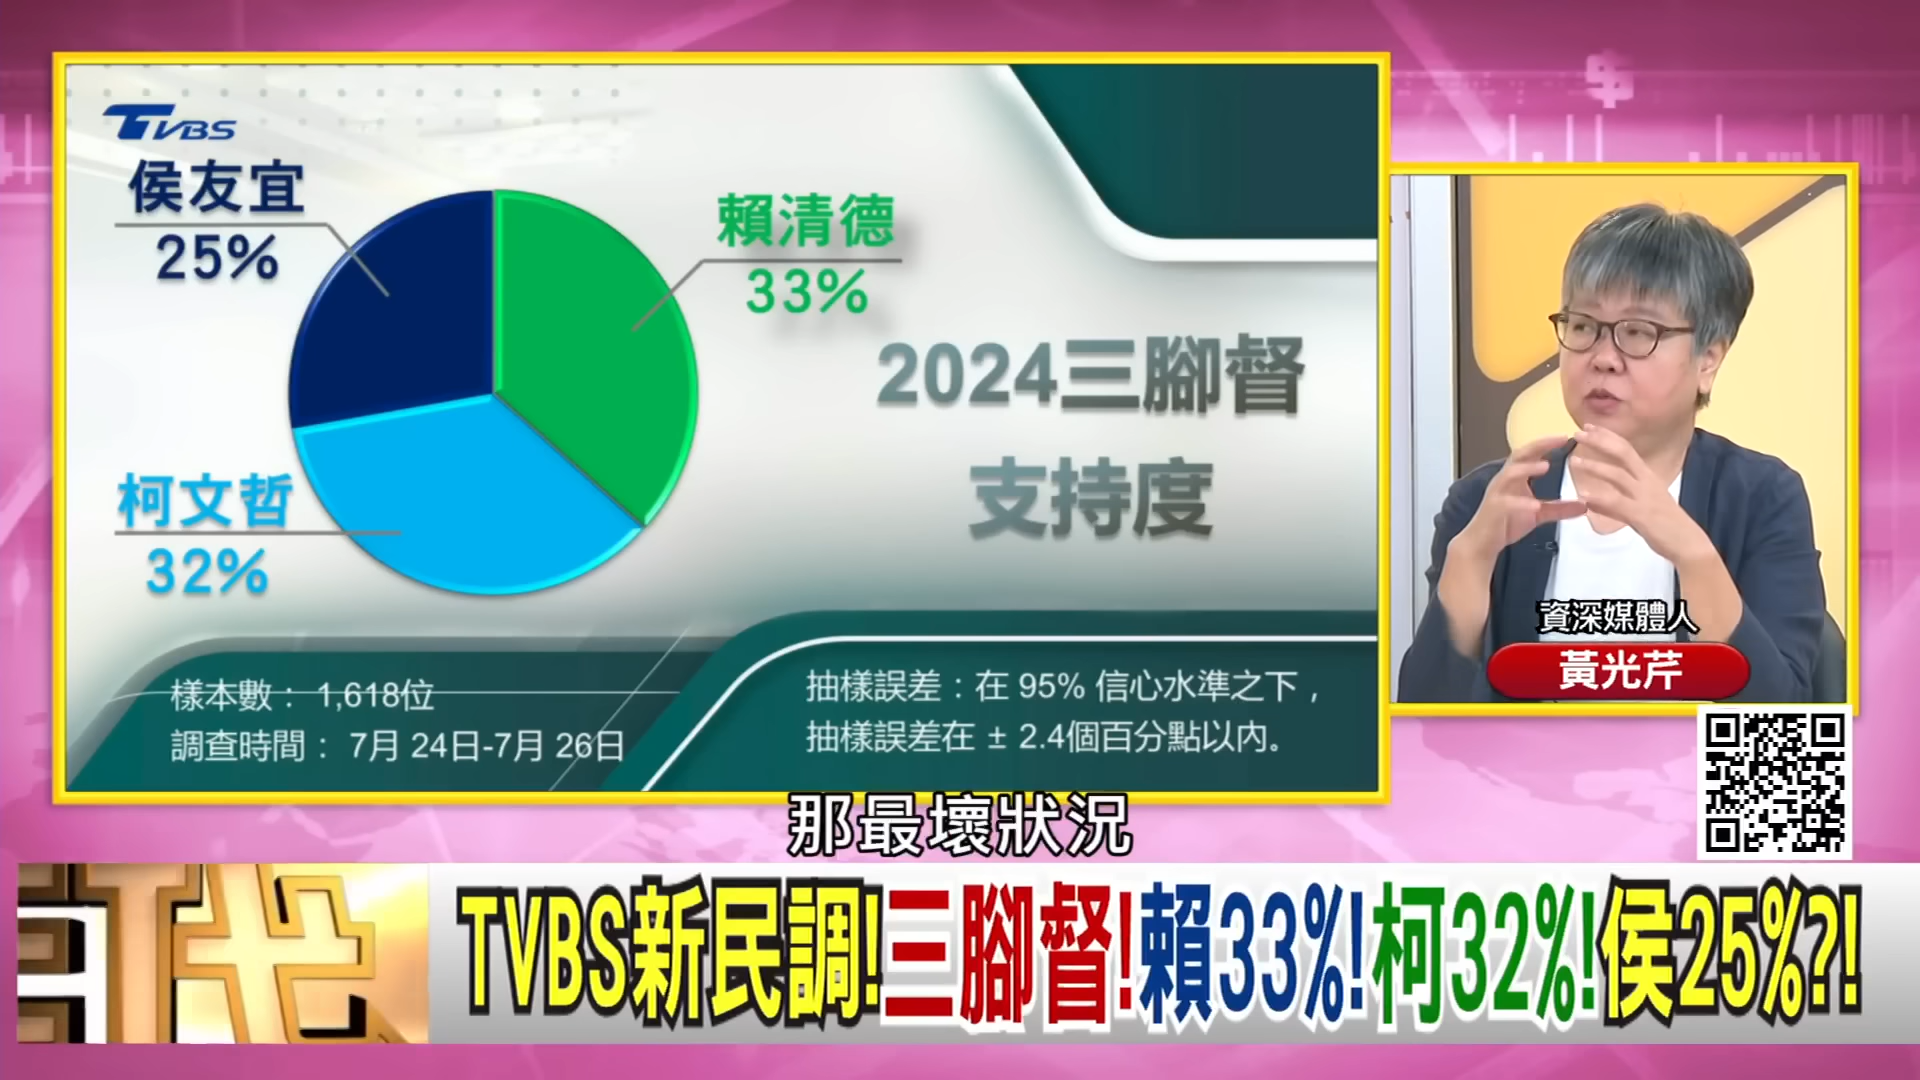 TVBS
侯友宜
25%
賴清德
33%
2024三腳督
支持度
柯文哲
32%
樣本數： 1,618位
調查時間： 7月 24日-7月 26日
抽樣誤差：在 95% 信心水準之下，
抽樣誤差在 ± 2.4個百分點以內。
資深媒體人
黃光芹
那最壞狀況
TVBS新民調!三腳督!賴33%!柯32%!侯25%?!